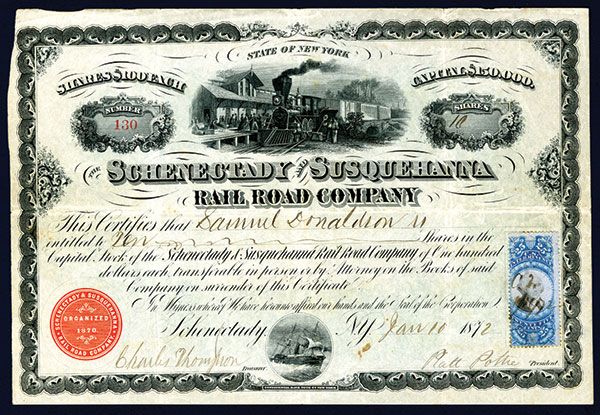 STATE OF NEW YORK
SHARES $100 EACH
CAPITAL $150,000.
NUMBER
130
SHARES
10
THE SCHENECTADY AND SUSQUEHANNA
RAIL ROAD COMPANY
This Certifies that Samuel Donaldson is
entitled to Ten Shares in the
Capital Stock of the Schenectady & Susquehanna Rail Road Company of One hundred
dollars each, transferable in person or by Attorney on the Books of said
Company on surrender of this Certificate.
In Witness whereof We have hereunto affixed our hands and the Seal of the Corporation
Schenectady NY Jan 10 1872
SCHENECTADY & SUSQUEHANNA
ORGANIZED
1870.
RAIL ROAD COMPANY.
Charles Thompson
Treasurer
Platt Potter
President.